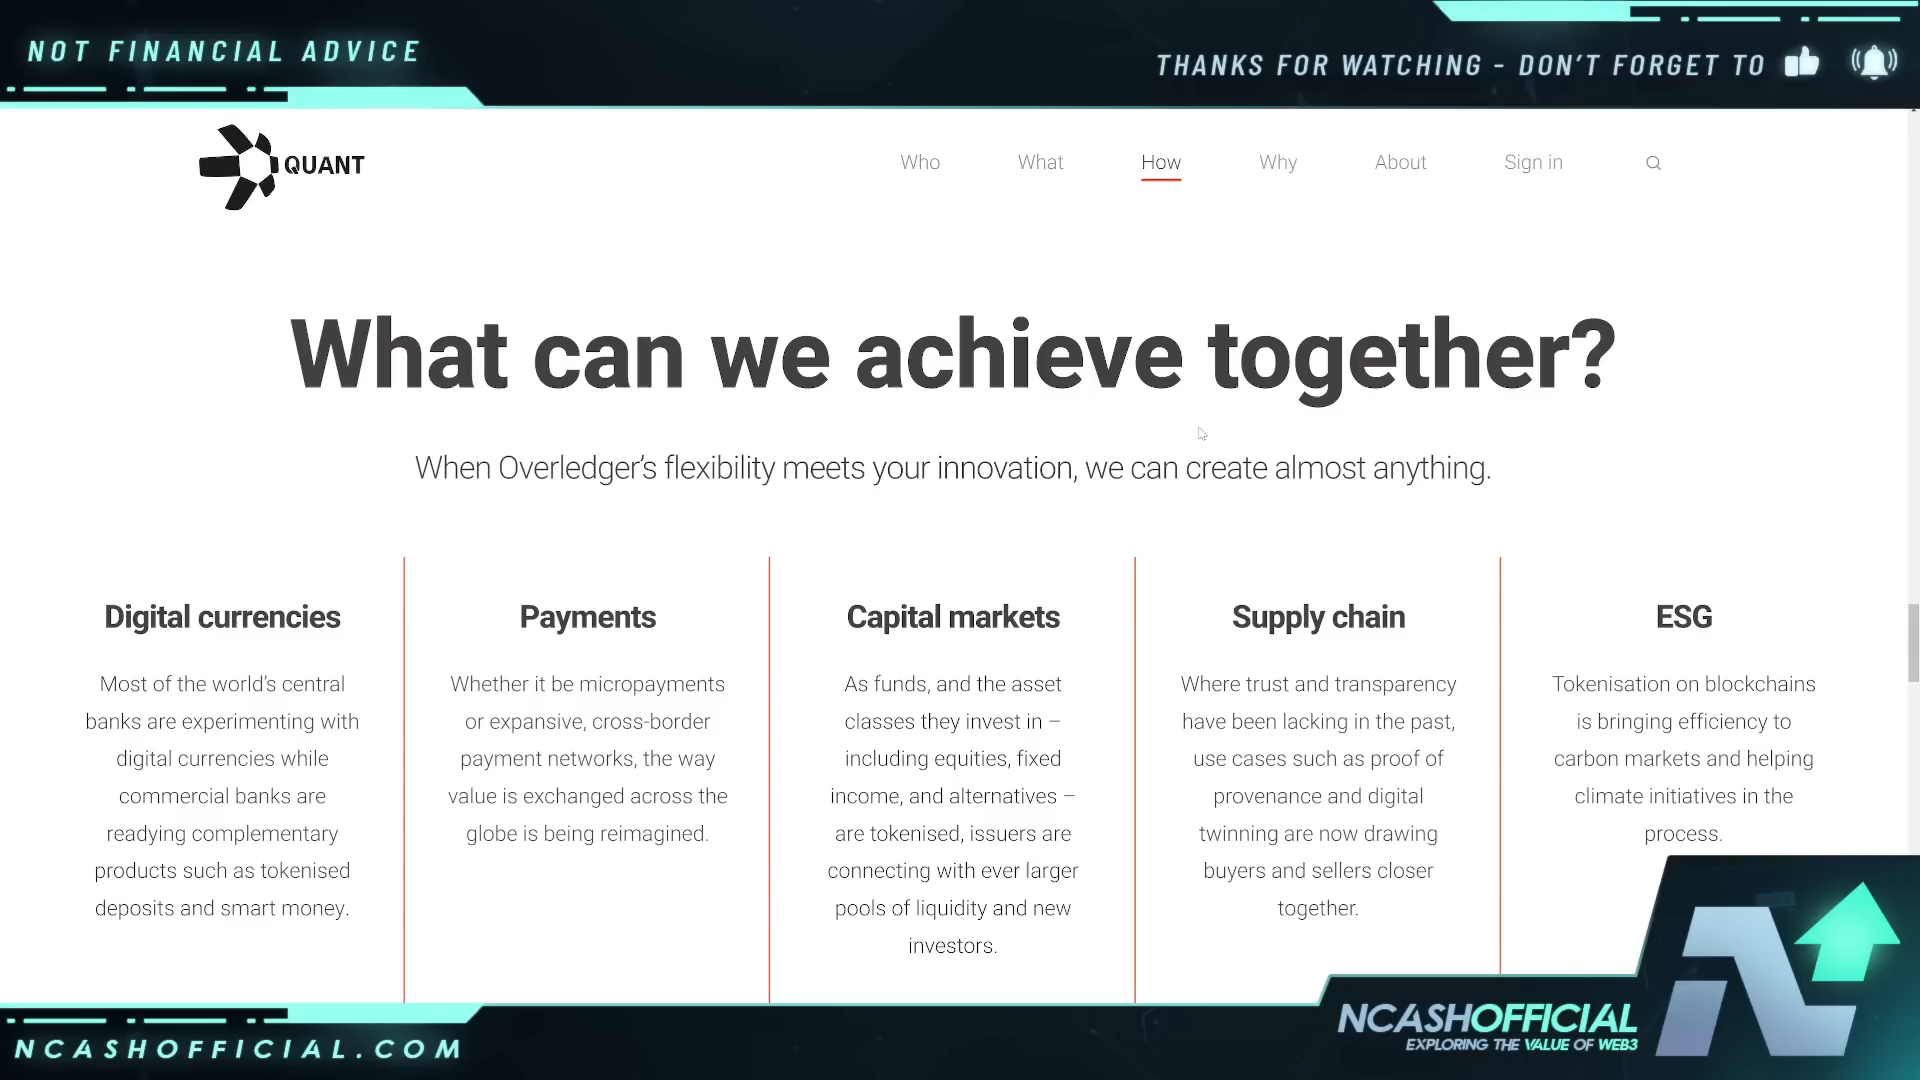 NOT FINANCIAL ADVICE
THANKS FOR WATCHING - DON'T FORGET TO
QUANT
Who
What
How
Why
About
Sign in
What can we achieve together?
When Overledger’s flexibility meets your innovation, we can create almost anything.
Digital currencies
Most of the world’s central
banks are experimenting with
digital currencies while
commercial banks are
readying complementary
products such as tokenised
deposits and smart money.
Payments
Whether it be micropayments
or expansive, cross-border
payment networks, the way
value is exchanged across the
globe is being reimagined.
Capital markets
As funds, and the asset
classes they invest in –
including equities, fixed
income, and alternatives –
are tokenised, issuers are
connecting with ever larger
pools of liquidity and new
investors.
Supply chain
Where trust and transparency
have been lacking in the past,
use cases such as proof of
provenance and digital
twinning are now drawing
buyers and sellers closer
together.
ESG
Tokenisation on blockchains
is bringing efficiency to
carbon markets and helping
climate initiatives in the
process.
NCASHOFFICIAL.COM
NCASHOFFICIAL
EXPLORING THE VALUE OF WEB3